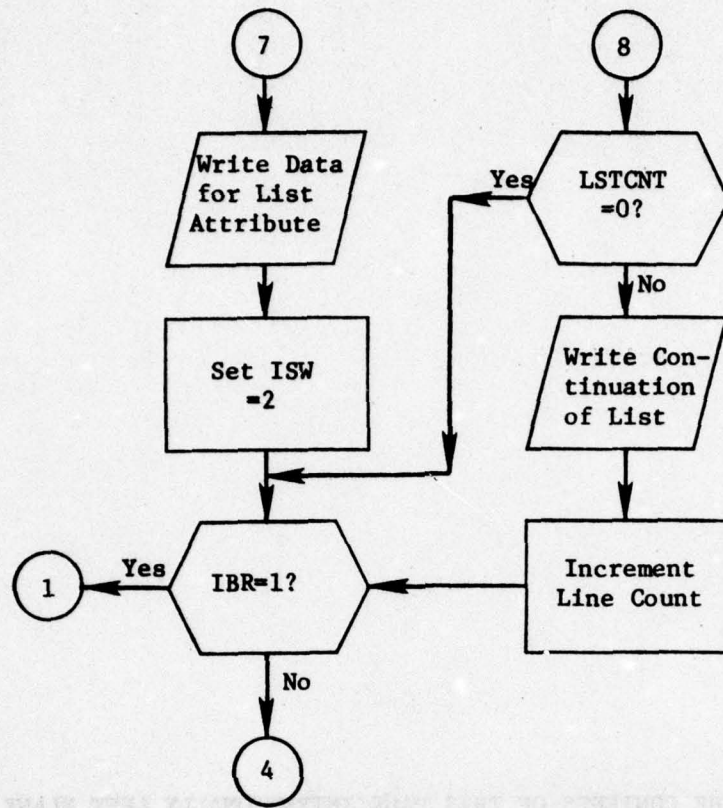 7
8
Write Data
for List
Attribute
Yes
LSTCNT
=0?
No
Set ISW
=2
Write Con-
tinuation
of List
Yes
1
IBR=1?
Increment
Line Count
No
4